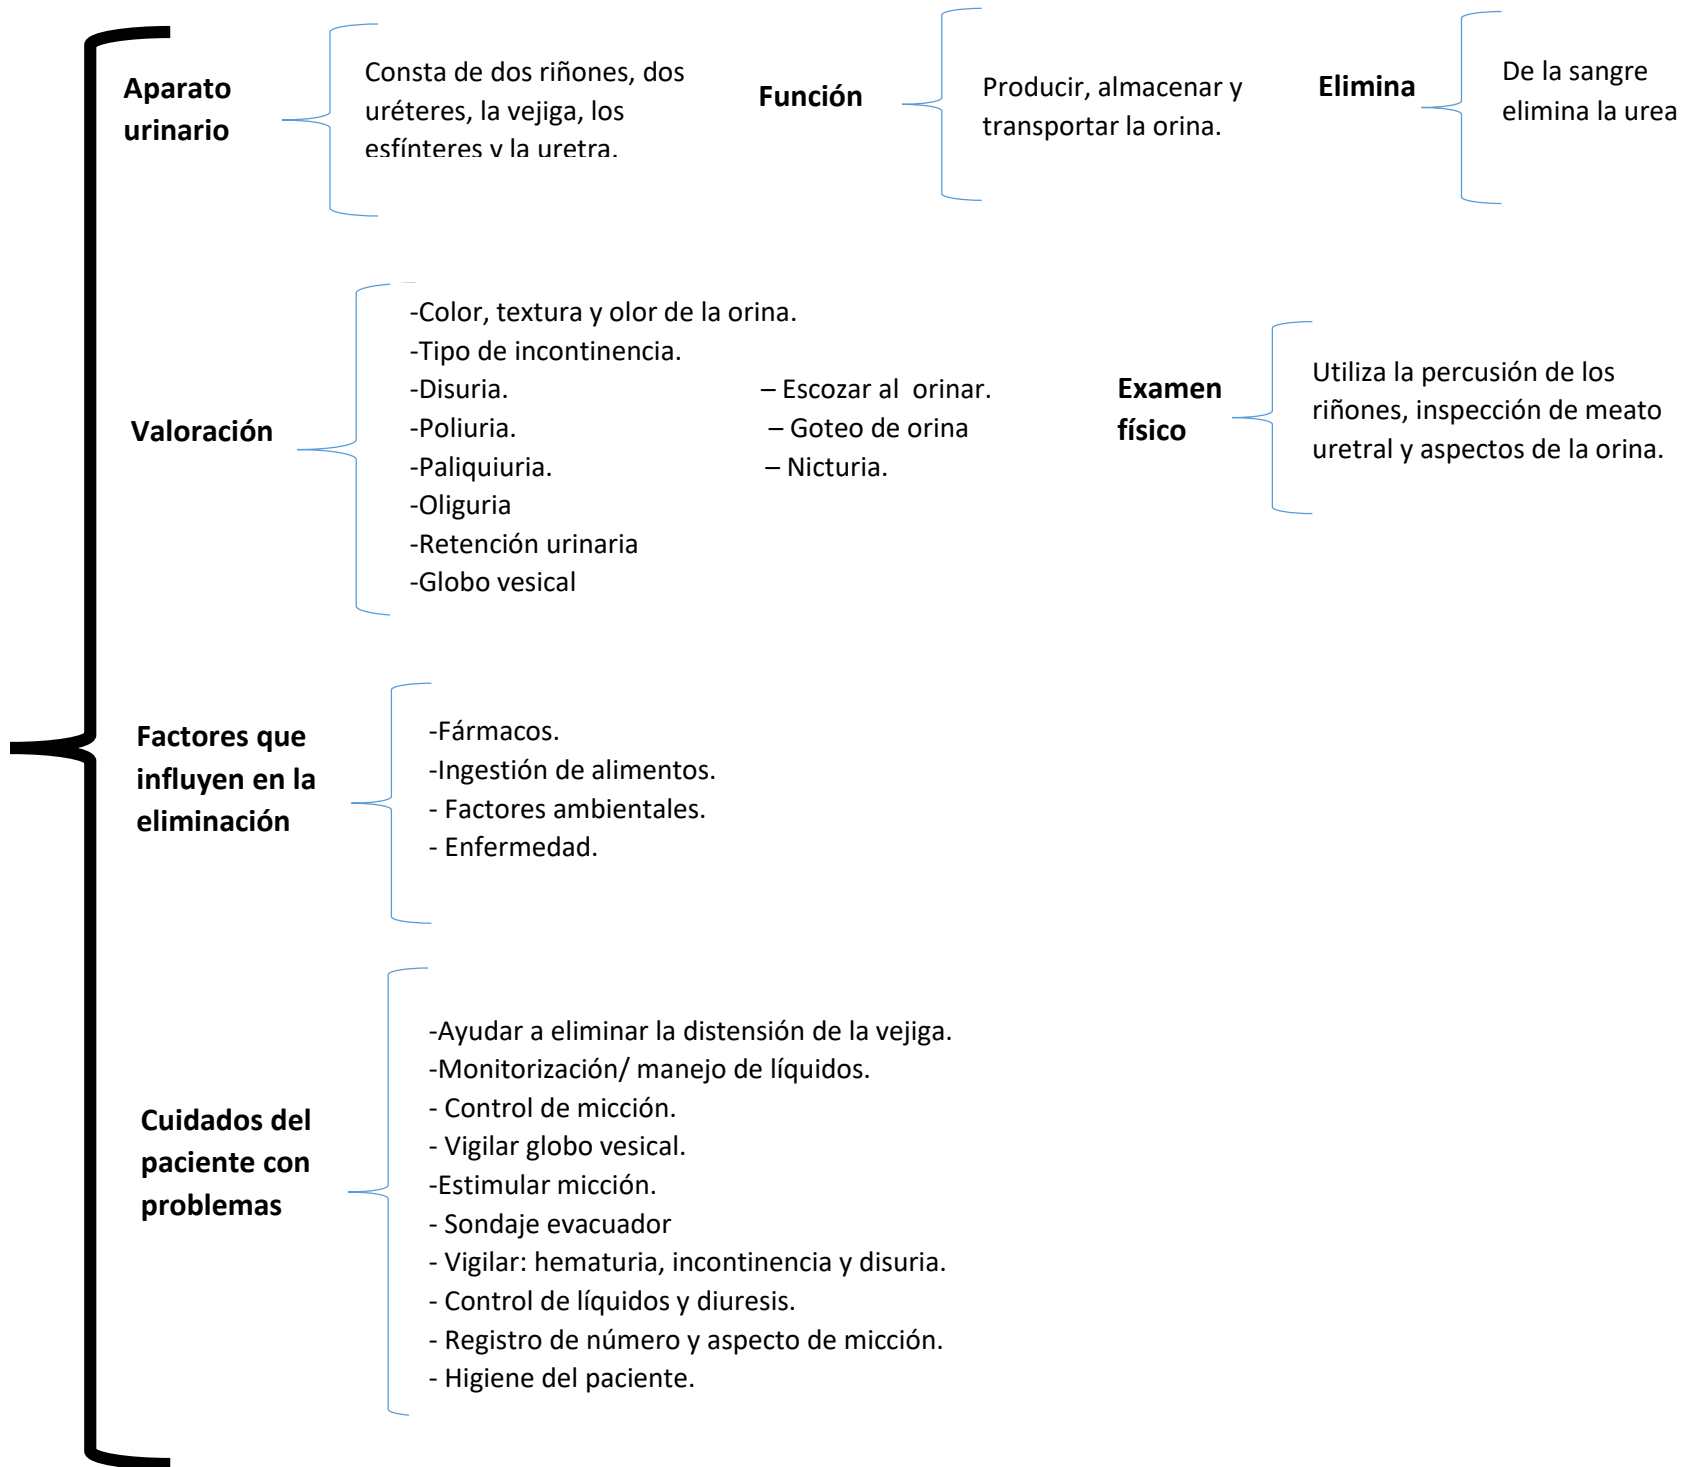 Aparato
urinario
Consta de dos riñones, dos
uréteres, la vejiga, los
esfínteres y la uretra.
Función
Producir, almacenar y
transportar la orina.
Elimina
De la sangre
elimina la urea
Valoración
-Color, textura y olor de la orina.
-Tipo de incontinencia.
-Disuria. – Escozar al orinar.
-Poliuria. – Goteo de orina
-Paliquiuria. – Nicturia.
-Oliguria
-Retención urinaria
-Globo vesical
Examen
físico
Utiliza la percusión de los
riñones, inspección de meato
uretral y aspectos de la orina.
Factores que
influyen en la
eliminación
-Fármacos.
-Ingestión de alimentos.
- Factores ambientales.
- Enfermedad.
Cuidados del
paciente con
problemas
-Ayudar a eliminar la distensión de la vejiga.
-Monitorización/ manejo de líquidos.
- Control de micción.
- Vigilar globo vesical.
-Estimular micción.
- Sondaje evacuador
- Vigilar: hematuria, incontinencia y disuria.
- Control de líquidos y diuresis.
- Registro de número y aspecto de micción.
- Higiene del paciente.